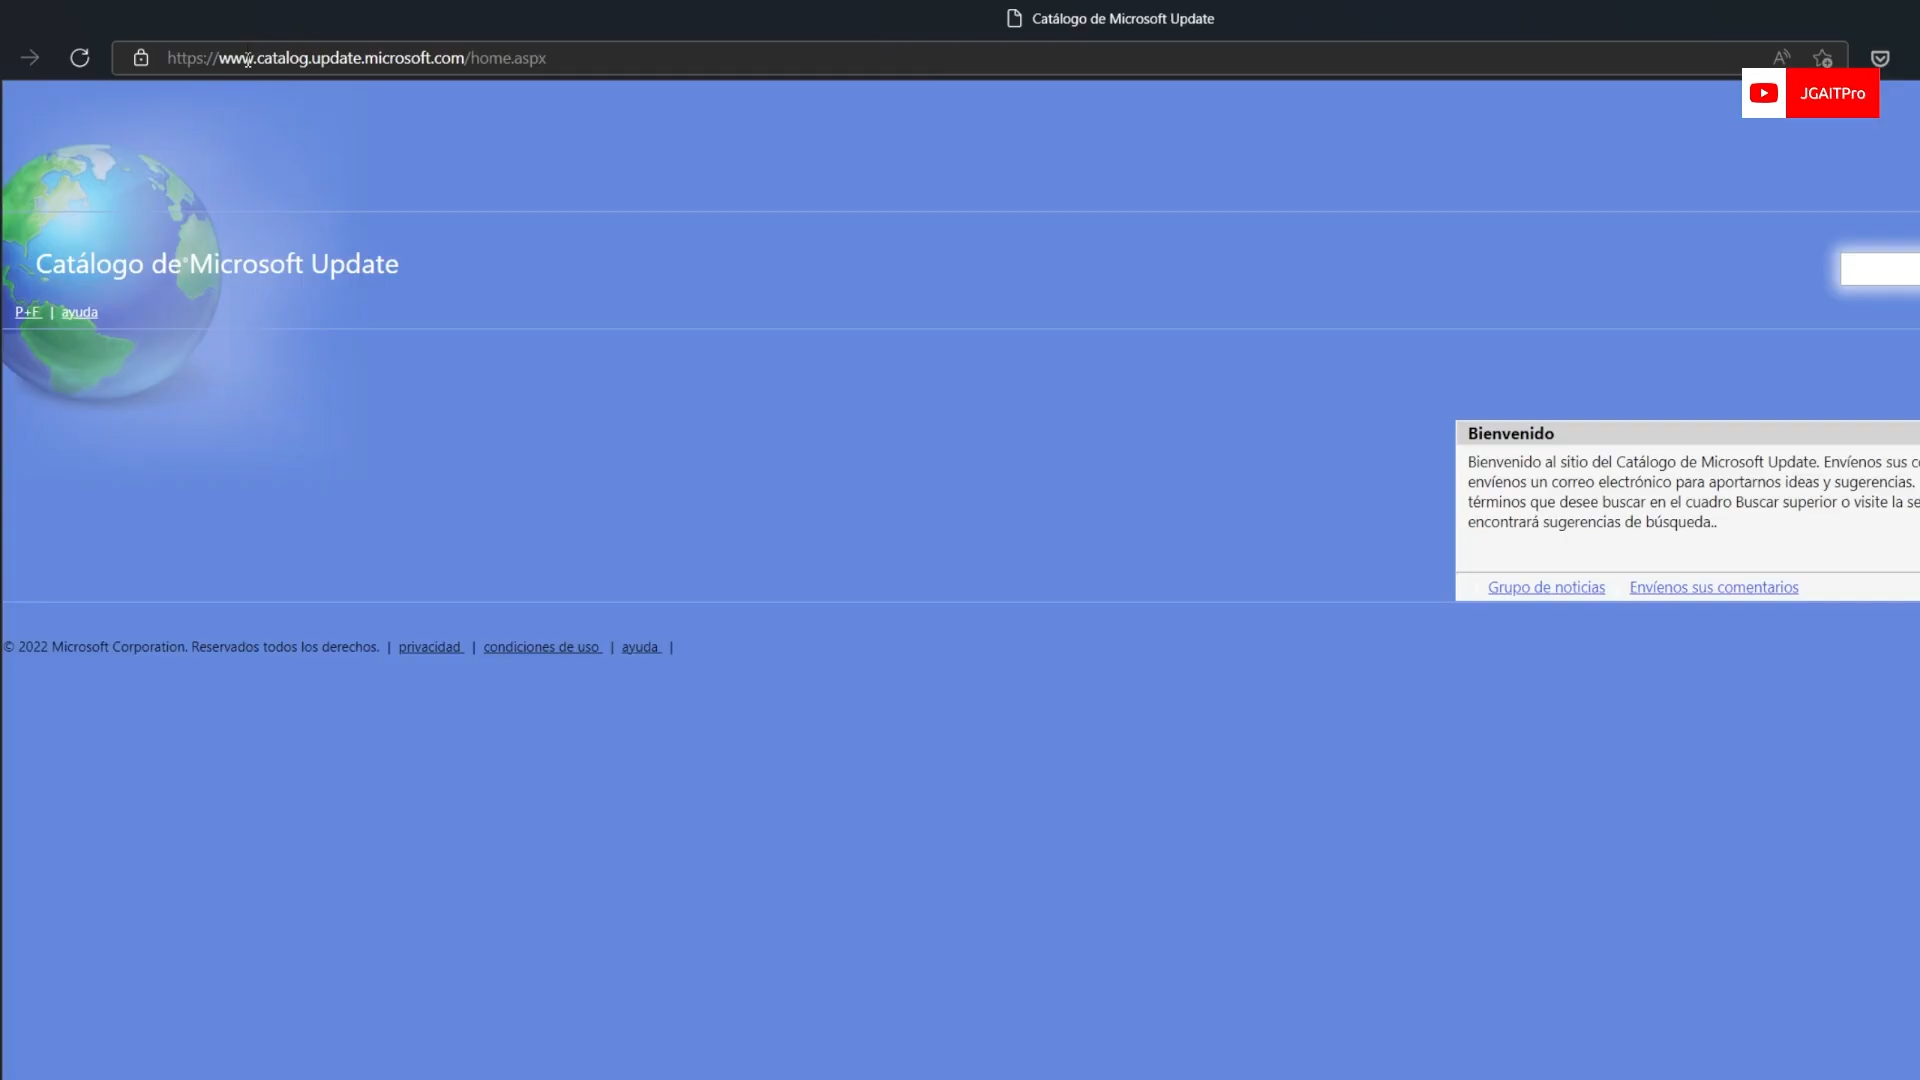 Catálogo de Microsoft Update
https://www.catalog.update.microsoft.com/home.aspx
JGAITPro
Catálogo de Microsoft Update
P+F | ayuda
Bienvenido
Bienvenido al sitio del Catálogo de Microsoft Update. Envíenos sus
envíenos un correo electrónico para aportarnos ideas y sugerencias.
términos que desee buscar en el cuadro Buscar superior o visite la
encontrará sugerencias de búsqueda..
Grupo de noticias Envíenos sus comentarios
© 2022 Microsoft Corporation. Reservados todos los derechos. | privacidad | condiciones de uso | ayuda |